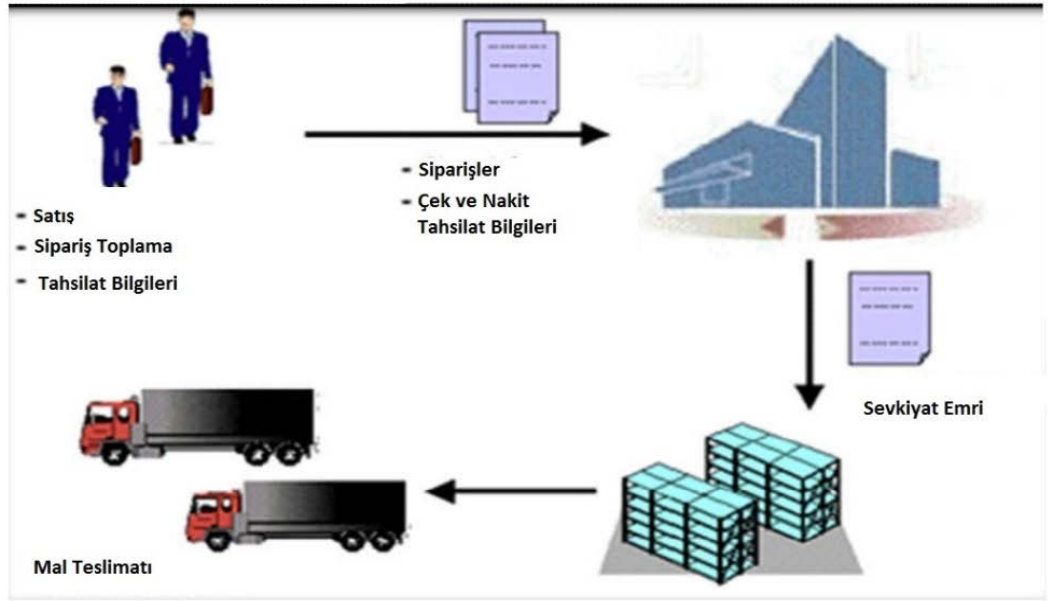 - Satış
- Sipariş Toplama
- Tahsilat Bilgileri
- Siparişler
- Çek ve Nakit
Tahsilat Bilgileri
Sevkiyat Emri
Mal Teslimatı